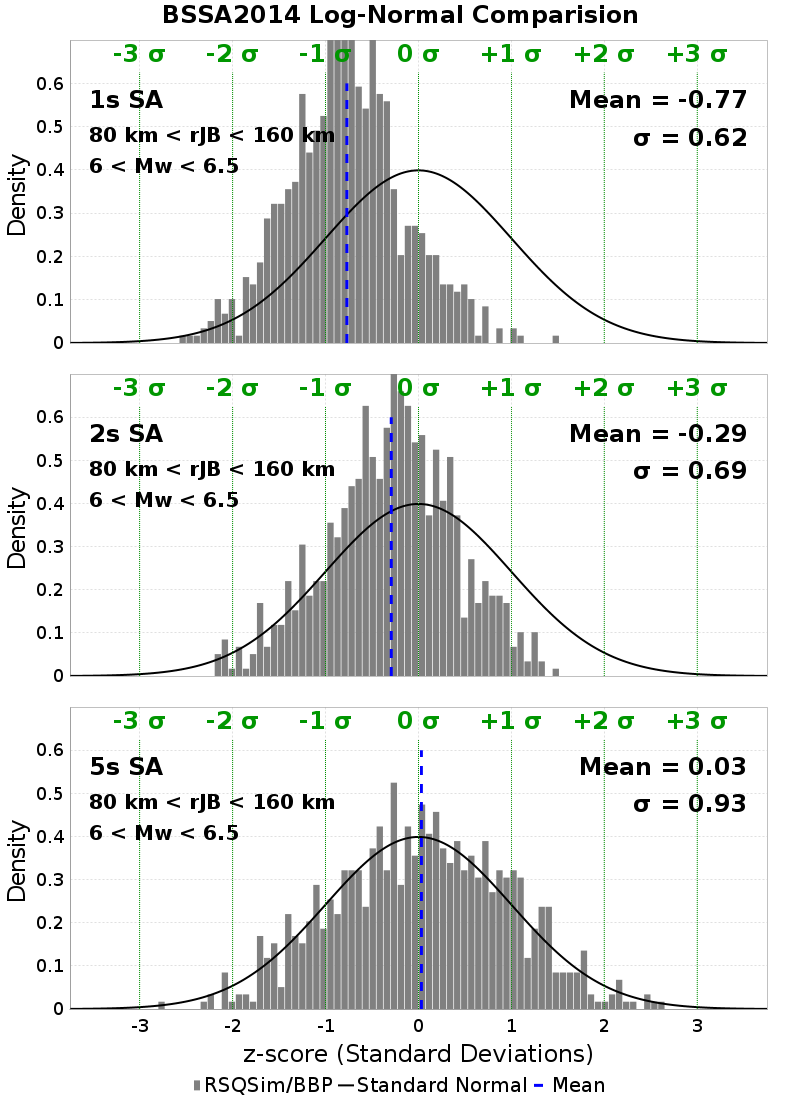 BSSA2014 Log-Normal Comparision
-3 σ -2 σ -1 σ 0 σ +1 σ +2 σ +3 σ
1s SA
Mean = -0.77
80 km < rJB < 160 km
σ = 0.62
6 < Mw < 6.5
Density
0.6
0.5
0.4
0.3
0.2
0.1
0
-3 σ -2 σ -1 σ 0 σ +1 σ +2 σ +3 σ
2s SA
Mean = -0.29
80 km < rJB < 160 km
σ = 0.69
6 < Mw < 6.5
Density
0.6
0.5
0.4
0.3
0.2
0.1
0
-3 σ -2 σ -1 σ 0 σ +1 σ +2 σ +3 σ
5s SA
Mean = 0.03
80 km < rJB < 160 km
σ = 0.93
6 < Mw < 6.5
Density
0.6
0.5
0.4
0.3
0.2
0.1
0
-3 -2 -1 0 1 2 3
z-score (Standard Deviations)
RSQSim/BBP Standard Normal Mean